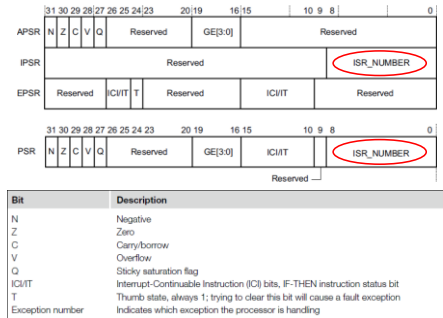 31 30 29 28 27 26 25 24 23 20 19 16 15 10 9 8 0
APSR N Z C V Q Reserved GE[3:0] Reserved
IPSR Reserved ISR_NUMBER
EPSR Reserved ICI/IT T Reserved ICI/IT Reserved
31 30 29 28 27 26 25 24 23 20 19 16 15 10 9 8 0
PSR N Z C V Q Reserved GE[3:0] ICI/IT ISR_NUMBER
Reserved
Bit Description
N Negative
Z Zero
C Carry/borrow
V Overflow
Q Sticky saturation flag
ICI/IT Interrupt-Continuable Instruction (ICI) bits, IF-THEN instruction status bit
T Thumb state, always 1; trying to clear this bit will cause a fault exception
Exception number Indicates which exception the processor is handling